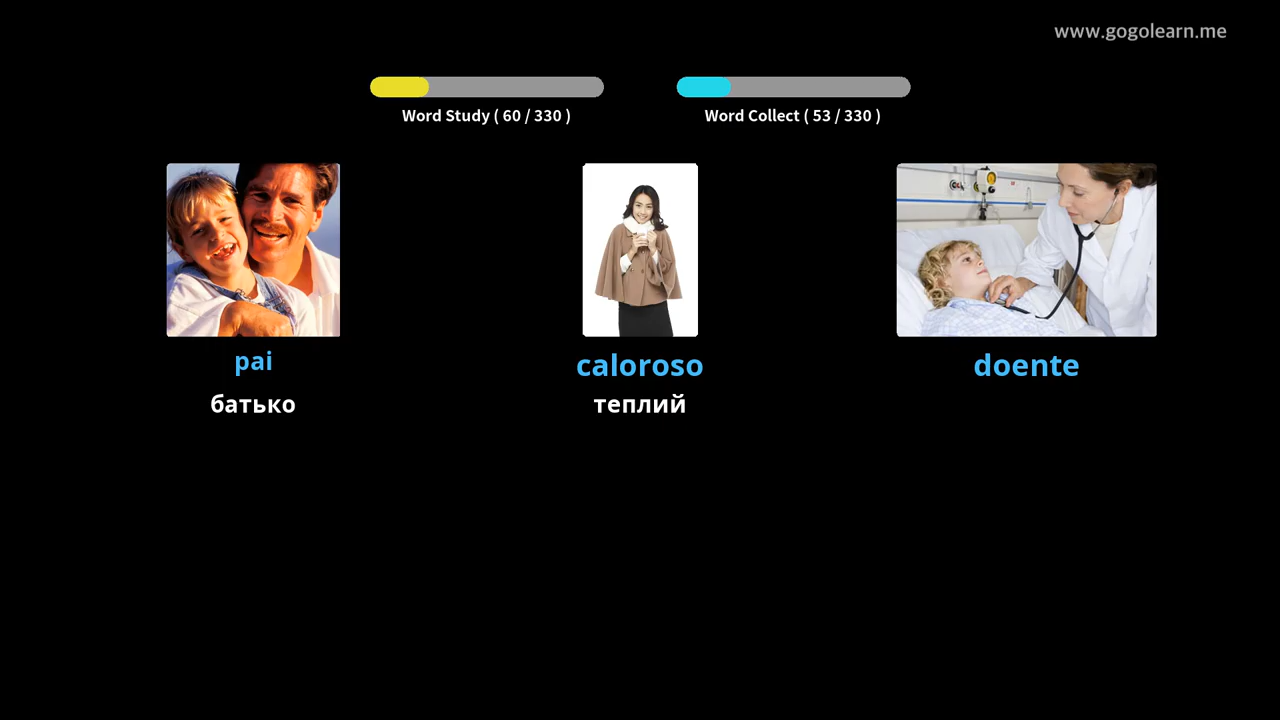 www.gogolearn.me
Word Study ( 60 / 330 )
Word Collect ( 53 / 330 )
pai
caloroso
doente
батько
теплий